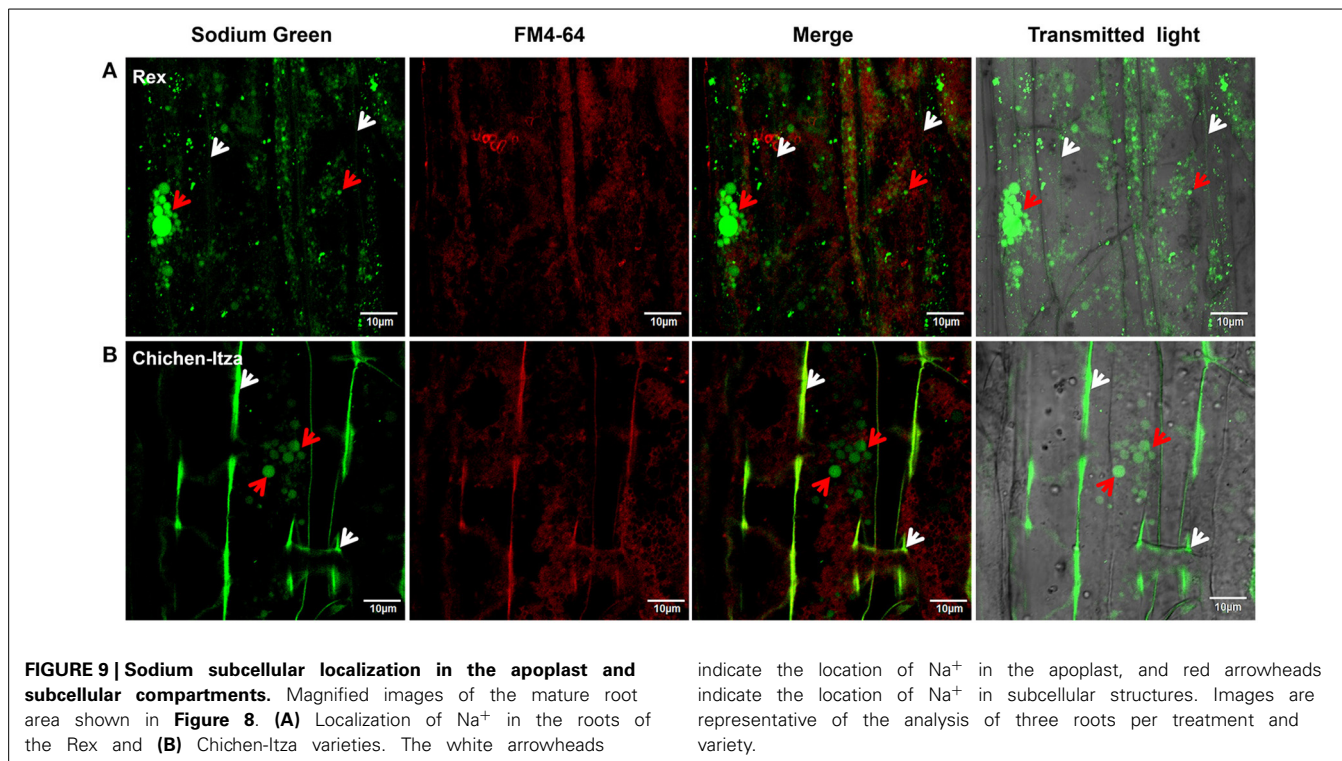 Sodium Green FM4-64 Merge Transmitted light
A Rex
10µm 10µm 10µm 10µm
B Chichen-Itza
10µm 10µm 10µm 10µm
FIGURE 9 | Sodium subcellular localization in the apoplast and
subcellular compartments. Magnified images of the mature root
area shown in Figure 8. (A) Localization of Na⁺ in the roots of
the Rex and (B) Chichen-Itza varieties. The white arrowheads
indicate the location of Na⁺ in the apoplast, and red arrowheads
indicate the location of Na⁺ in subcellular structures. Images are
representative of the analysis of three roots per treatment and
variety.